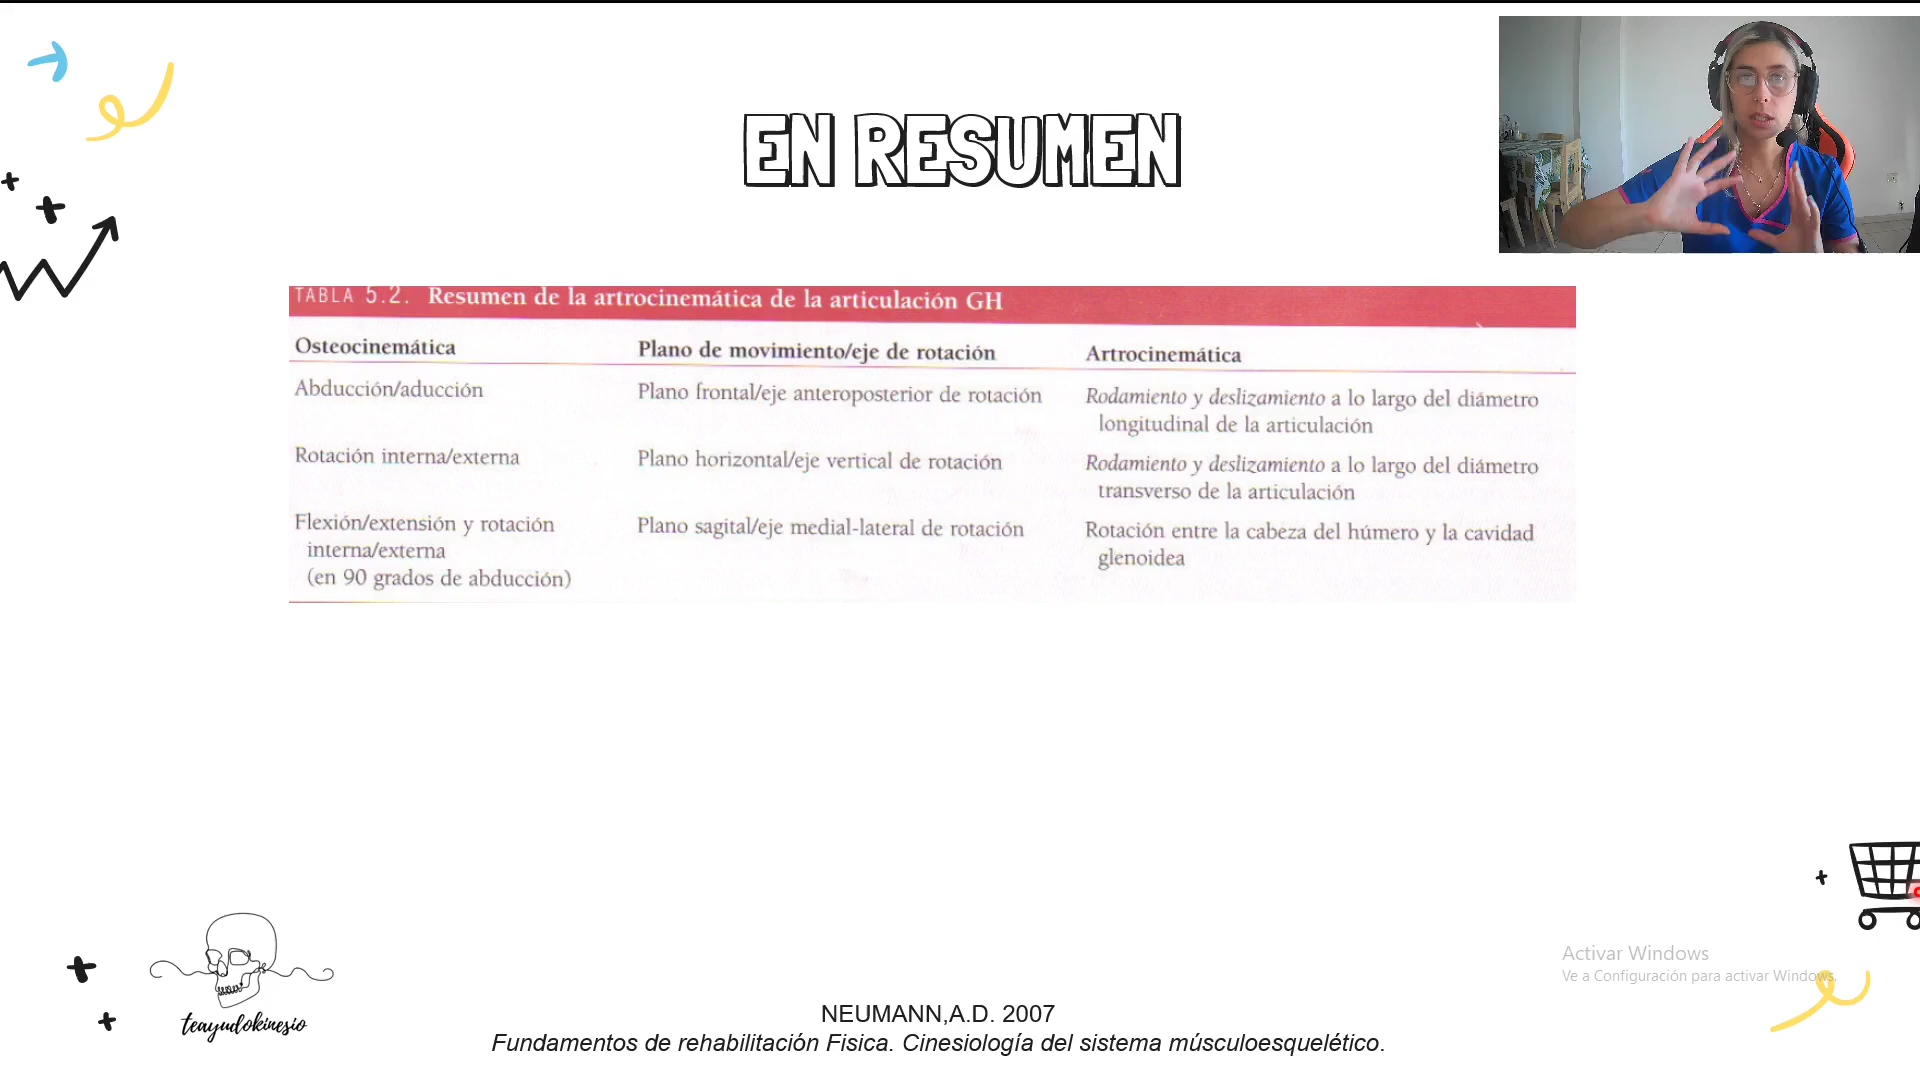 EN RESUMEN
TABLA 5.2. Resumen de la artrocinemática de la articulación GH
Osteocinemática Plano de movimiento/eje de rotación Artrocinemática
Abducción/aducción Plano frontal/eje anteroposterior de rotación Rodamiento y deslizamiento a lo largo del diámetro
longitudinal de la articulación
Rotación interna/externa Plano horizontal/eje vertical de rotación Rodamiento y deslizamiento a lo largo del diámetro
transverso de la articulación
Flexión/extensión y rotación Plano sagital/eje medial-lateral de rotación Rotación entre la cabeza del húmero y la cavidad
interna/externa glenoidea
(en 90 grados de abducción)
Activar Windows
Ve a Configuración para activar Windows.
teayudokinesio
NEUMANN,A.D. 2007
Fundamentos de rehabilitación Fisica. Cinesiología del sistema músculoesquelético.